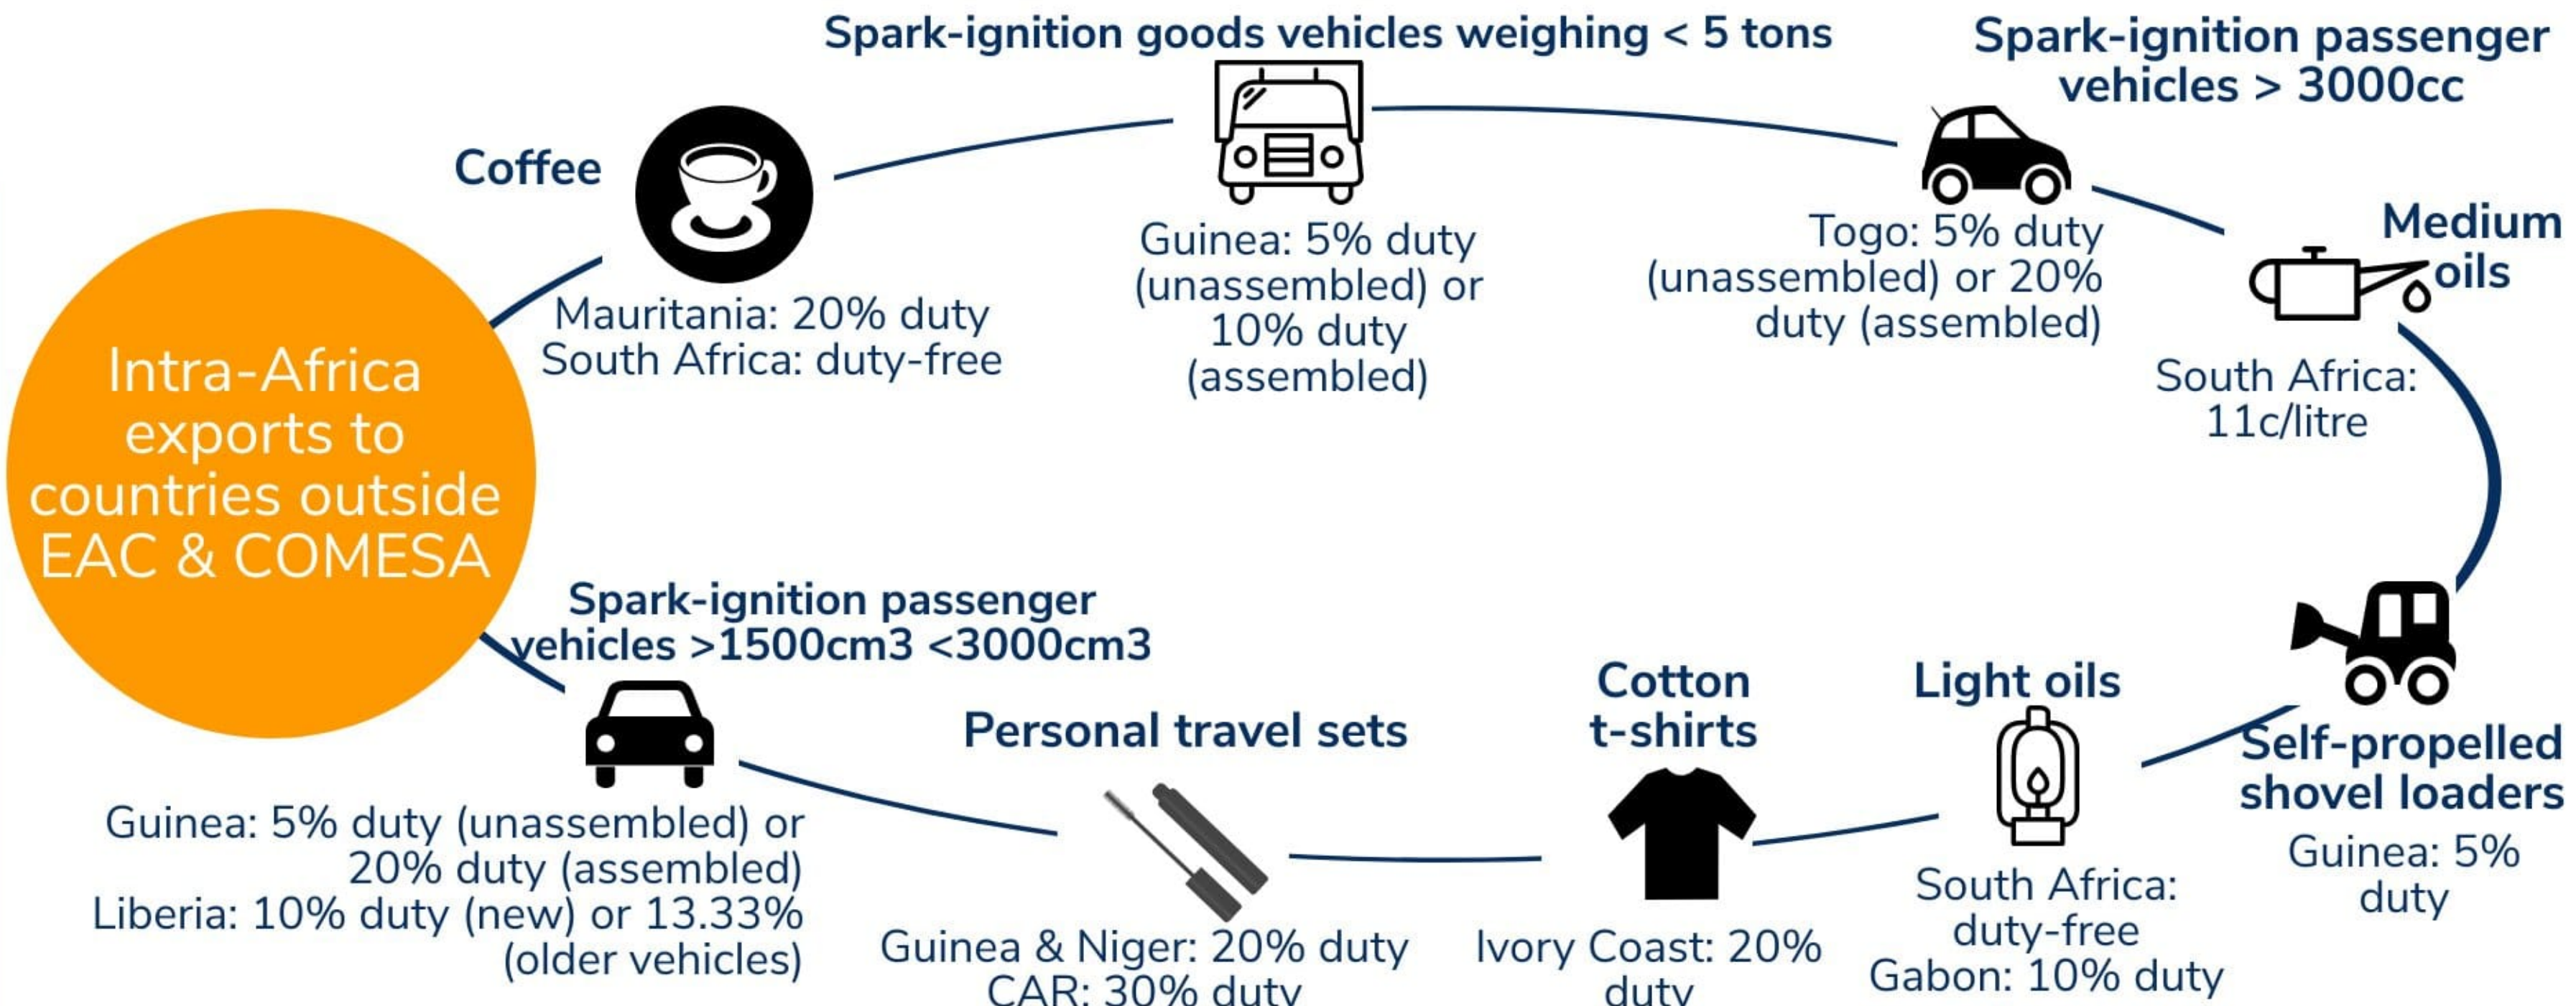 Intra-Africa
exports to
countries outside
EAC & COMESA
Coffee
Mauritania: 20% duty
South Africa: duty-free
Spark-ignition goods vehicles weighing < 5 tons
Guinea: 5% duty
(unassembled) or
10% duty
(assembled)
Spark-ignition passenger
vehicles > 3000cc
Togo: 5% duty
(unassembled) or 20%
duty (assembled)
Medium
oils
South Africa:
11c/litre
Self-propelled
shovel loaders
Guinea: 5%
duty
Light oils
South Africa:
duty-free
Gabon: 10% duty
Cotton
t-shirts
Ivory Coast: 20%
duty
Personal travel sets
Guinea & Niger: 20% duty
CAR: 30% duty
Spark-ignition passenger
vehicles >1500cm3 <3000cm3
Guinea: 5% duty (unassembled) or
20% duty (assembled)
Liberia: 10% duty (new) or 13.33%
(older vehicles)